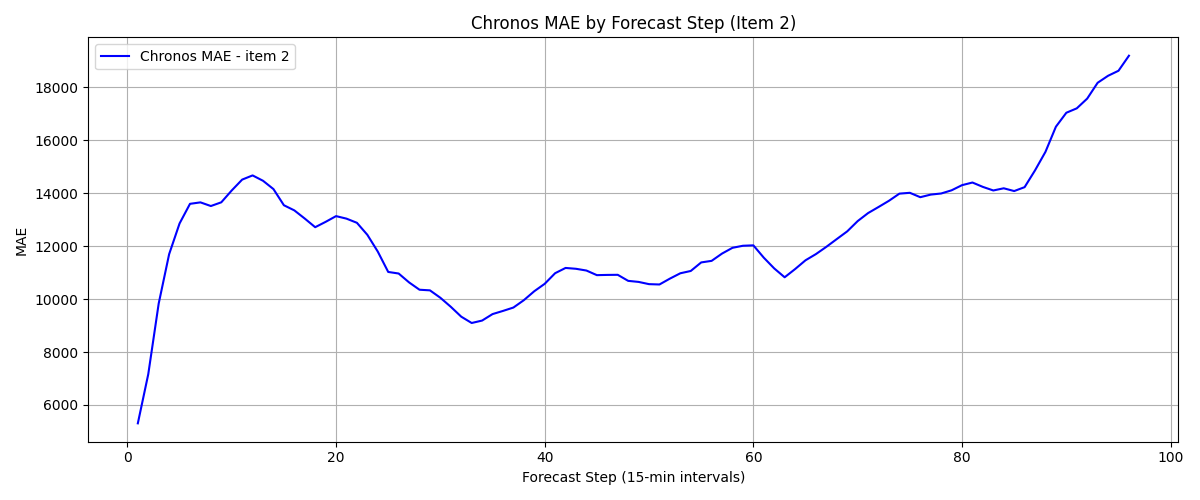 Chronos MAE by Forecast Step (Item 2)
Chronos MAE - item 2
MAE
18000
16000
14000
12000
10000
8000
6000
0 20 40 60 80 100
Forecast Step (15-min intervals)